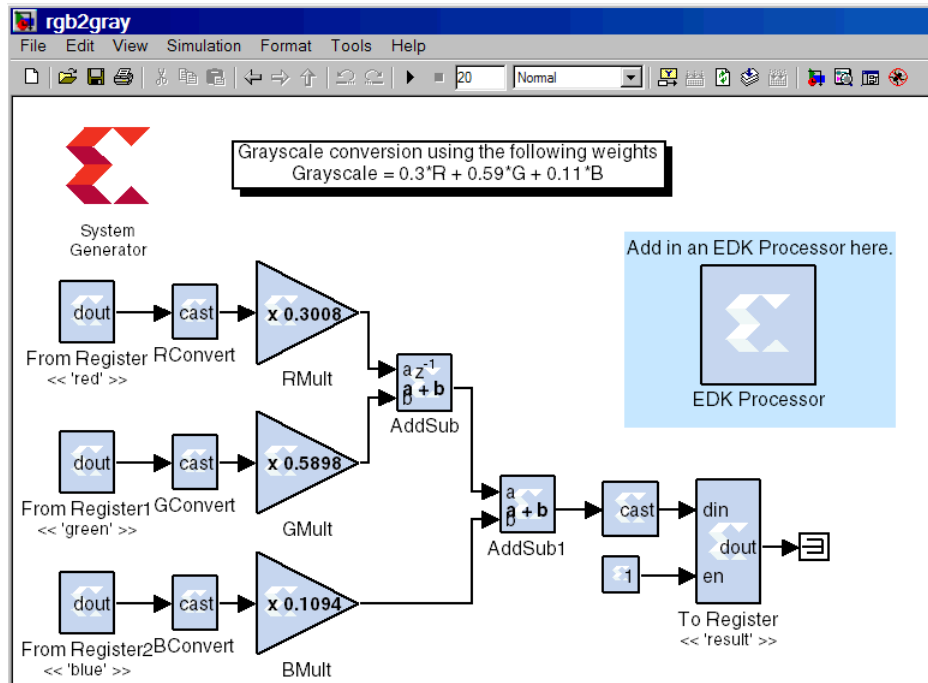 rgb2gray
File Edit View Simulation Format Tools Help
20 Normal
Grayscale conversion using the following weights
Grayscale = 0.3*R + 0.59*G + 0.11*B
System
Generator
Add in an EDK Processor here.
EDK Processor
dout cast x 0.3008
From Register RConvert
<< 'red' >>
RMult
a z-1
a + b
b
AddSub
dout cast x 0.5898
From Register1 GConvert
<< 'green' >>
GMult
a
a + b
b
AddSub1
cast
din
dout
1
en
To Register
<< 'result' >>
dout cast x 0.1094
From Register2 BConvert
<< 'blue' >>
BMult